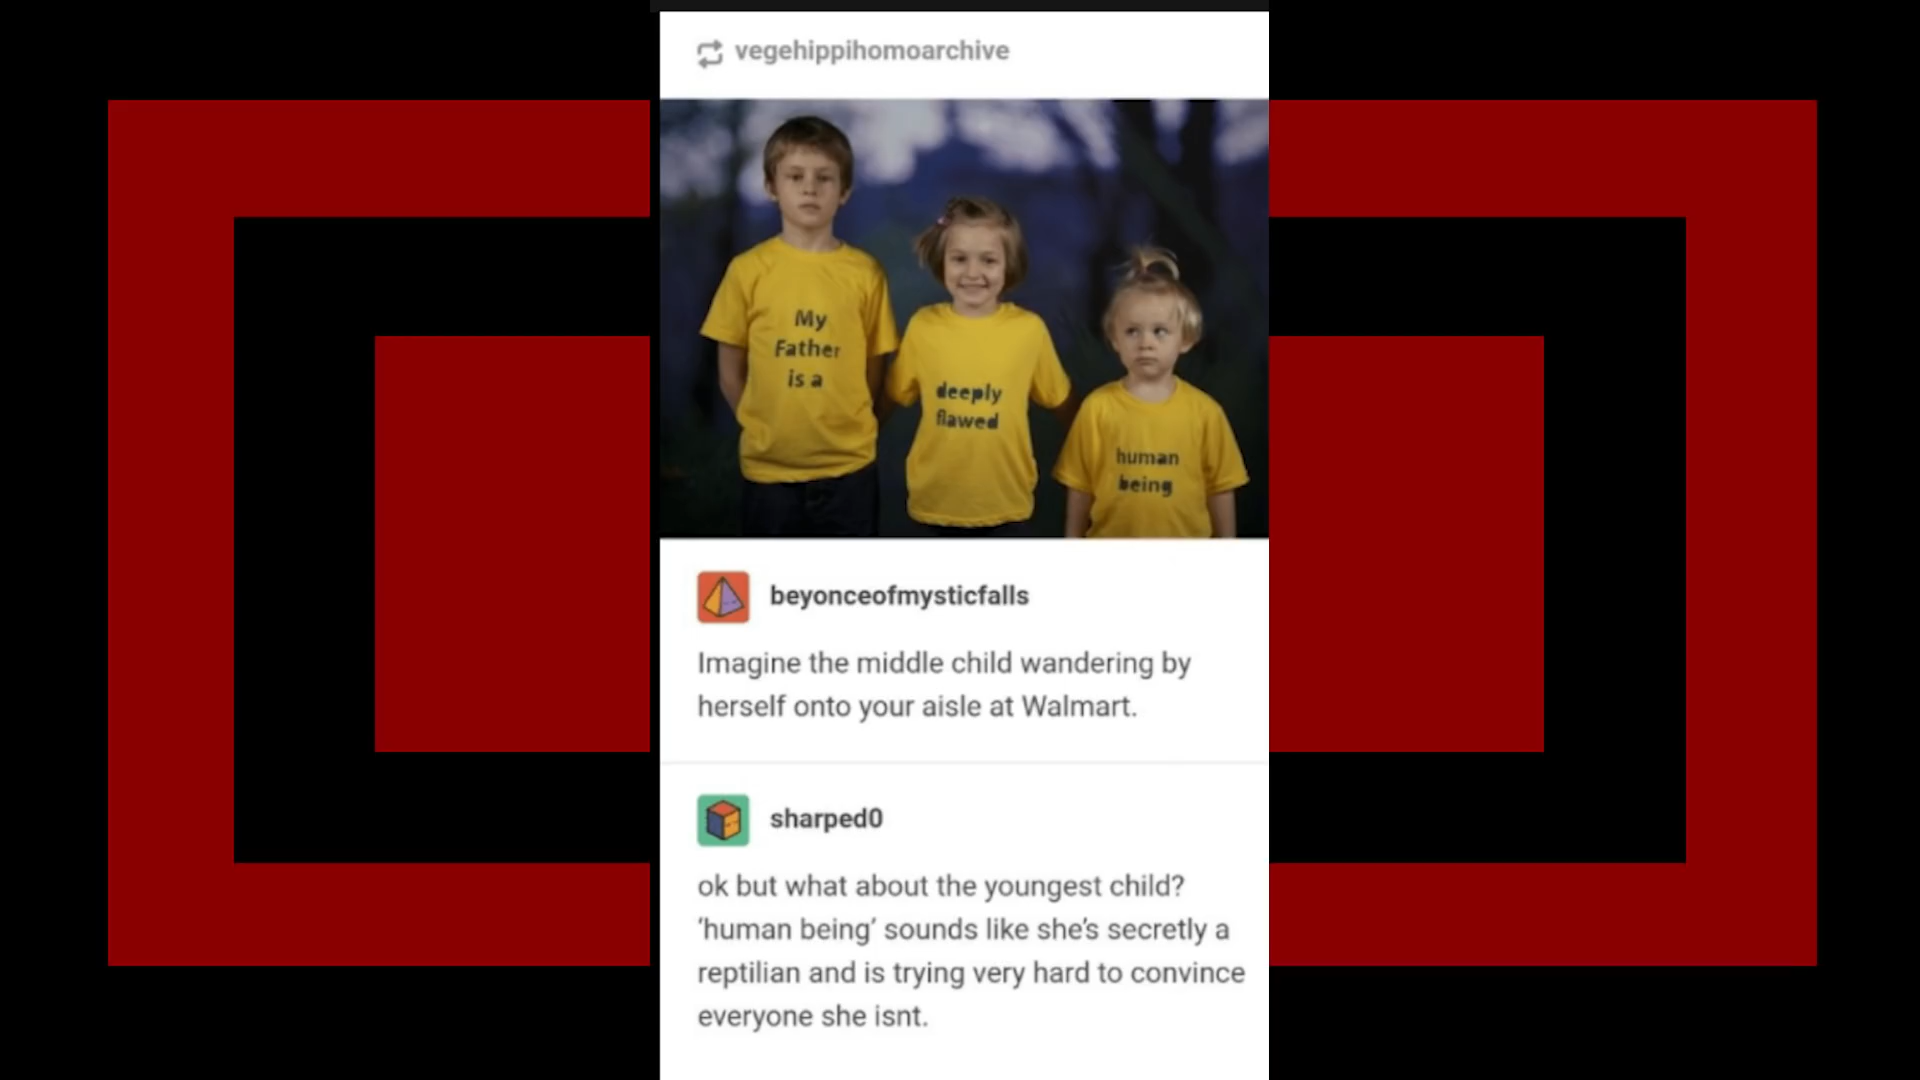 vegehippihomoarchive
My
Father
is a
deeply
flawed
human
being
beyonceofmysticfalls
Imagine the middle child wandering by
herself onto your aisle at Walmart.
sharped0
ok but what about the youngest child?
‘human being’ sounds like she’s secretly a
reptilian and is trying very hard to convince
everyone she isnt.